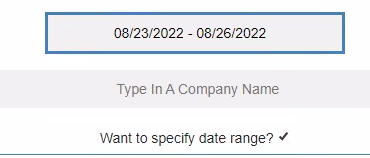 08/23/2022 - 08/26/2022
Type In A Company Name
Want to specify date range? ✔